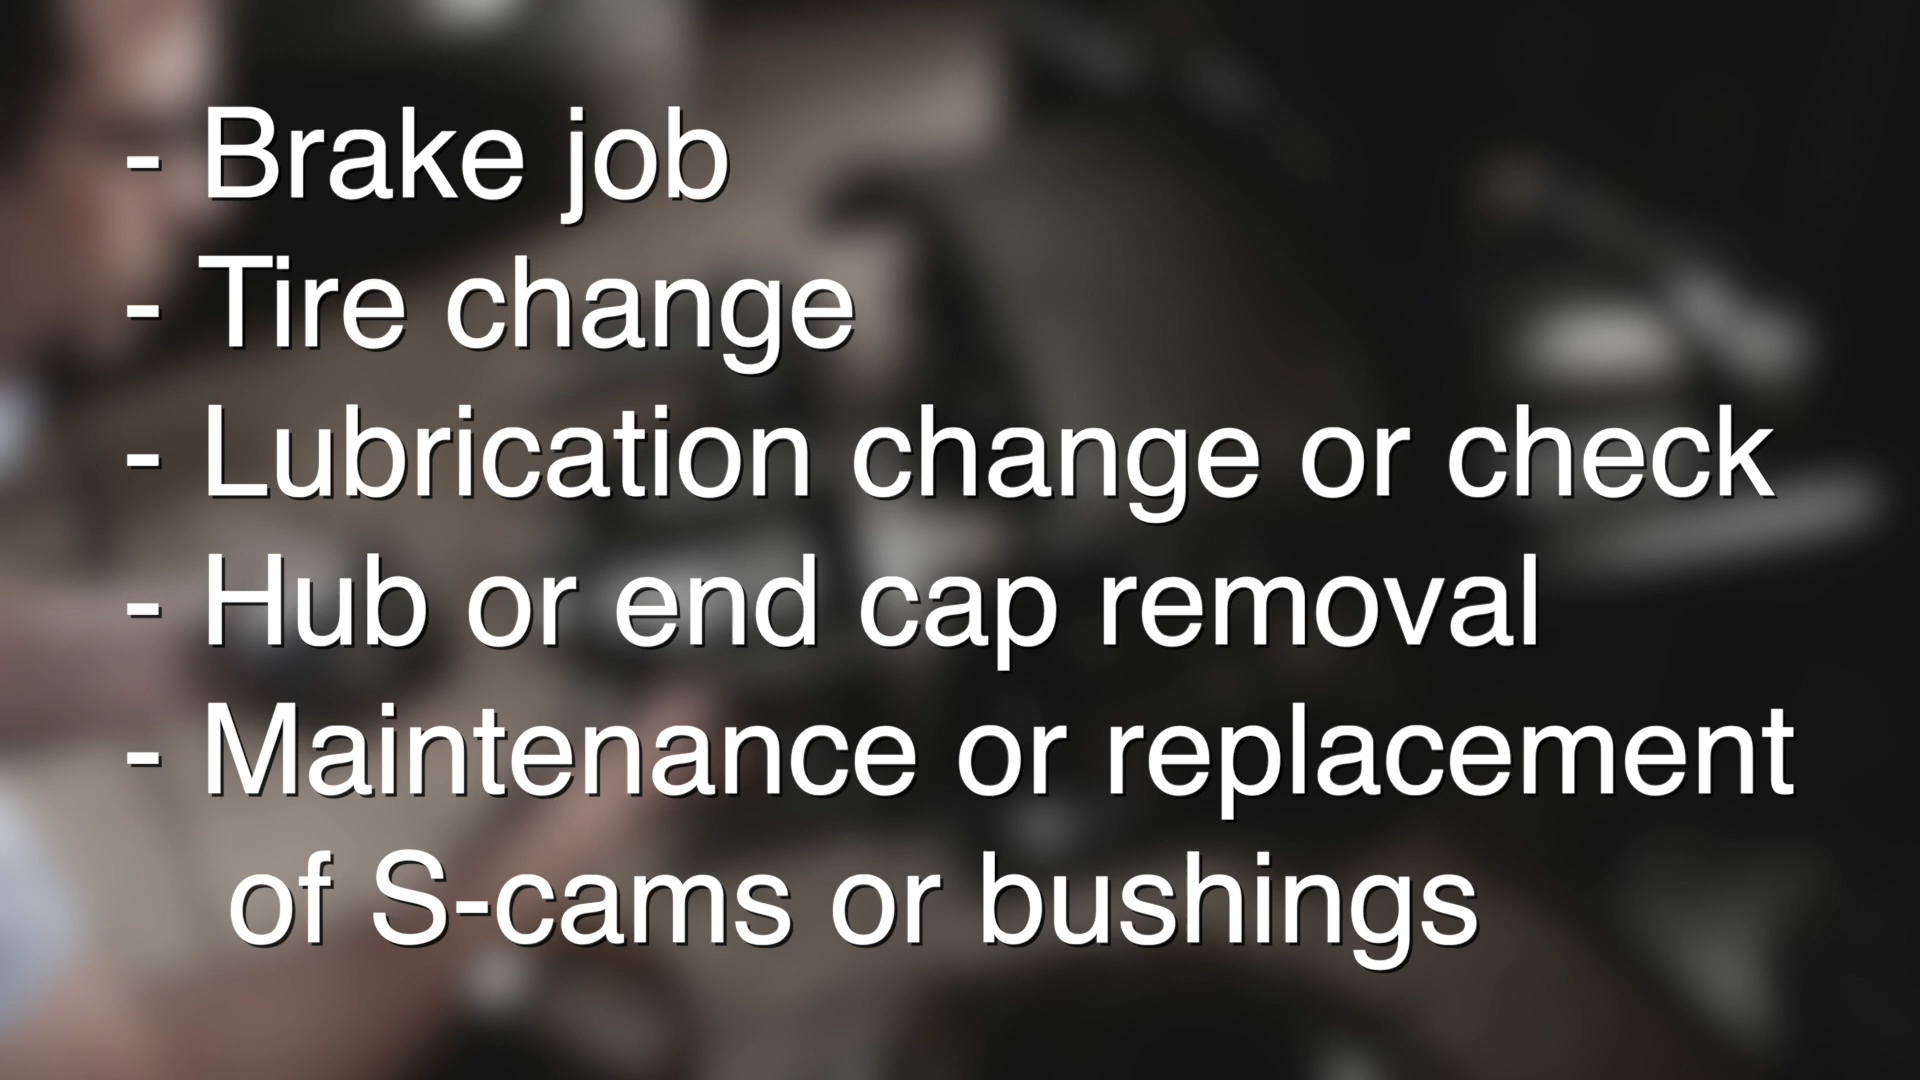 - Brake job
- Tire change
- Lubrication change or check
- Hub or end cap removal
- Maintenance or replacement
of S-cams or bushings